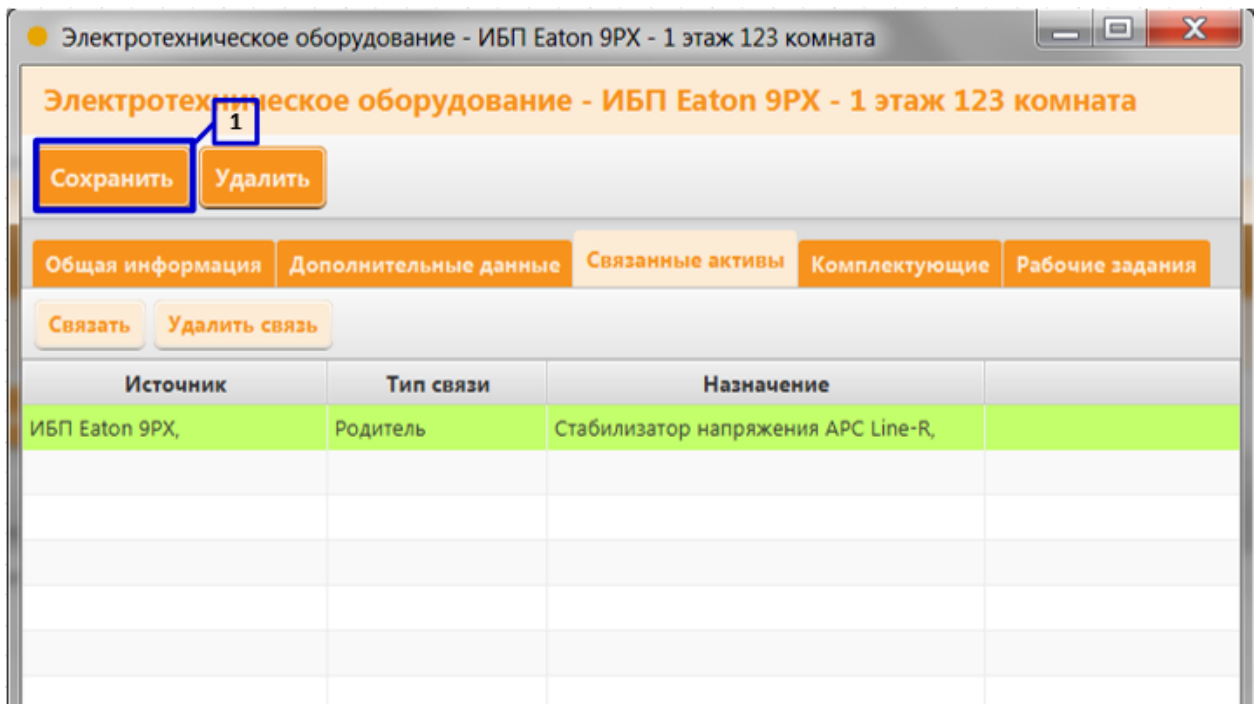 Электротехническое оборудование - ИБП Eaton 9PX - 1 этаж 123 комната
Электротехническое оборудование - ИБП Eaton 9PX - 1 этаж 123 комната
1
Сохранить Удалить
Общая информация Дополнительные данные Связанные активы Комплектующие Рабочие задания
Связать Удалить связь
Источник Тип связи Назначение
ИБП Eaton 9PX, Родитель Стабилизатор напряжения APC Line-R,